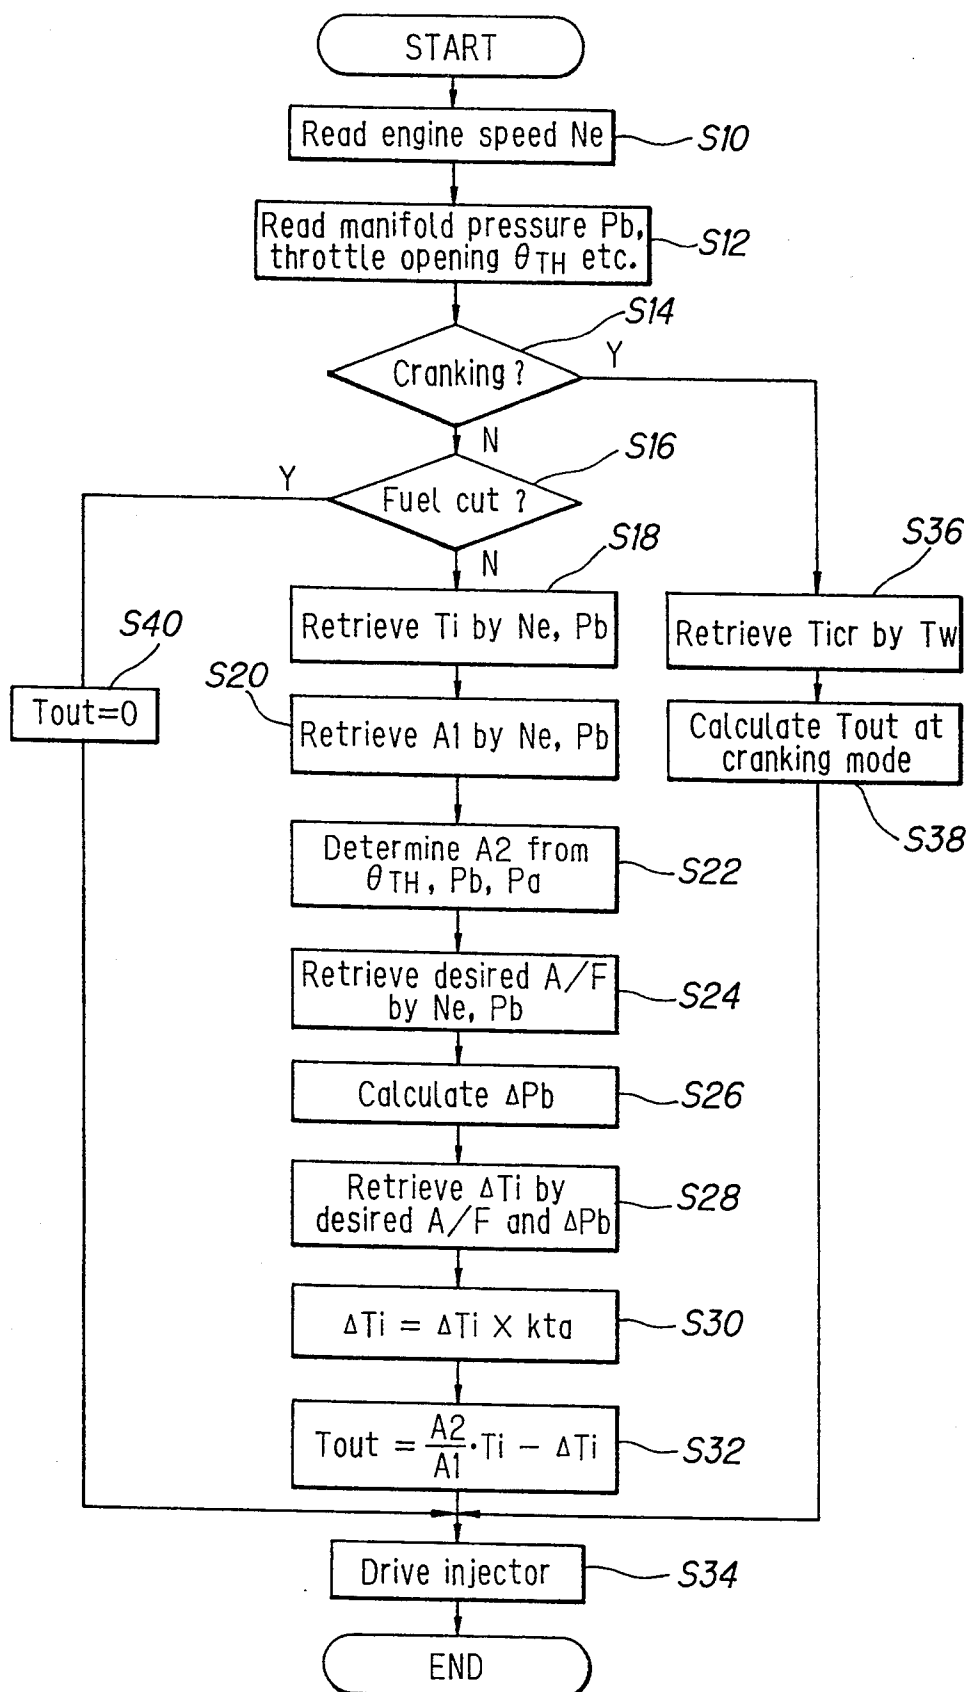 START
Read engine speed Ne
S10
Read manifold pressure Pb,
throttle opening θTH etc.
S12
S14
Cranking ?
Y
N
S16
Y
Fuel cut ?
N
S18
S36
Retrieve Ti by Ne, Pb
Retrieve Ticr by Tw
S40
S20
Tout=0
Retrieve A1 by Ne, Pb
Calculate Tout at
cranking mode
S38
Determine A2 from
θTH, Pb, Pa
S22
Retrieve desired A/F
by Ne, Pb
S24
Calculate ΔPb
S26
Retrieve ΔTi by
desired A/F and ΔPb
S28
ΔTi = ΔTi × kta
S30
Tout = A2/A1·Ti − ΔTi
S32
Drive injector
S34
END